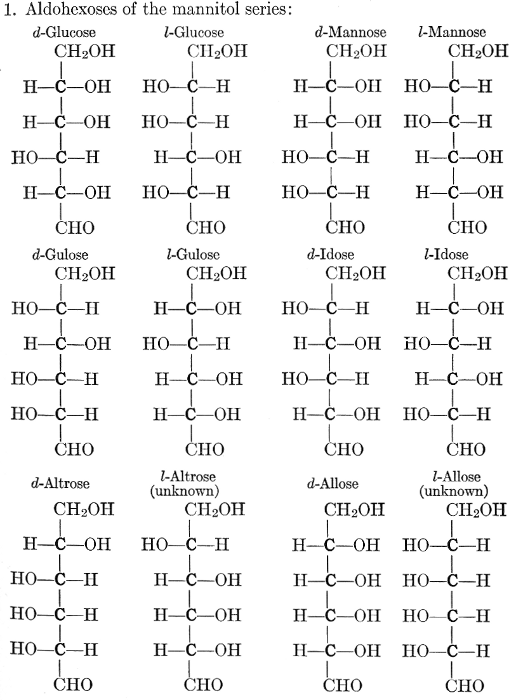 1. Aldohexoses of the mannitol series:
d-Glucose l-Glucose d-Mannose l-Mannose
CH₂OH CH₂OH CH₂OH CH₂OH
H—C—OH HO—C—H H—C—OH HO—C—H
H—C—OH HO—C—H H—C—OH HO—C—H
HO—C—H H—C—OH HO—C—H H—C—OH
H—C—OH HO—C—H HO—C—H H—C—OH
CHO CHO CHO CHO
d-Gulose l-Gulose d-Idose l-Idose
CH₂OH CH₂OH CH₂OH CH₂OH
HO—C—H H—C—OH HO—C—H H—C—OH
H—C—OH HO—C—H H—C—OH HO—C—H
HO—C—H H—C—OH HO—C—H H—C—OH
HO—C—H H—C—OH H—C—OH HO—C—H
CHO CHO CHO CHO
d-Altrose l-Altrose (unknown) d-Allose l-Allose (unknown)
CH₂OH CH₂OH CH₂OH CH₂OH
H—C—OH HO—C—H H—C—OH HO—C—H
HO—C—H H—C—OH H—C—OH HO—C—H
HO—C—H H—C—OH H—C—OH HO—C—H
HO—C—H H—C—OH H—C—OH HO—C—H
CHO CHO CHO CHO